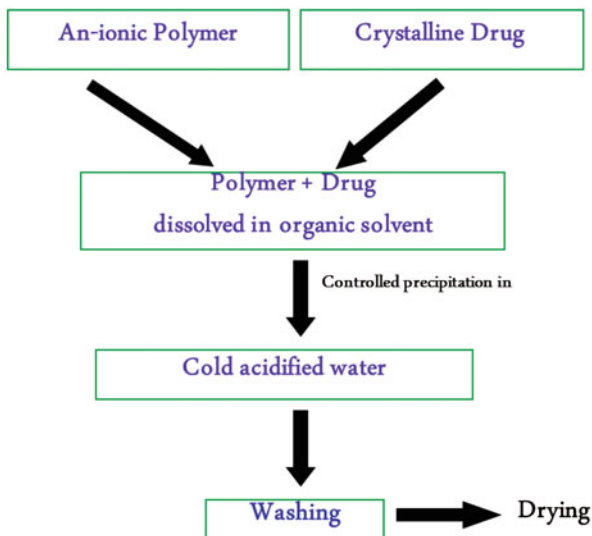 An-ionic Polymer
Crystalline Drug
Polymer + Drug
dissolved in organic solvent
Controlled precipitation in
Cold acidified water
Washing
Drying